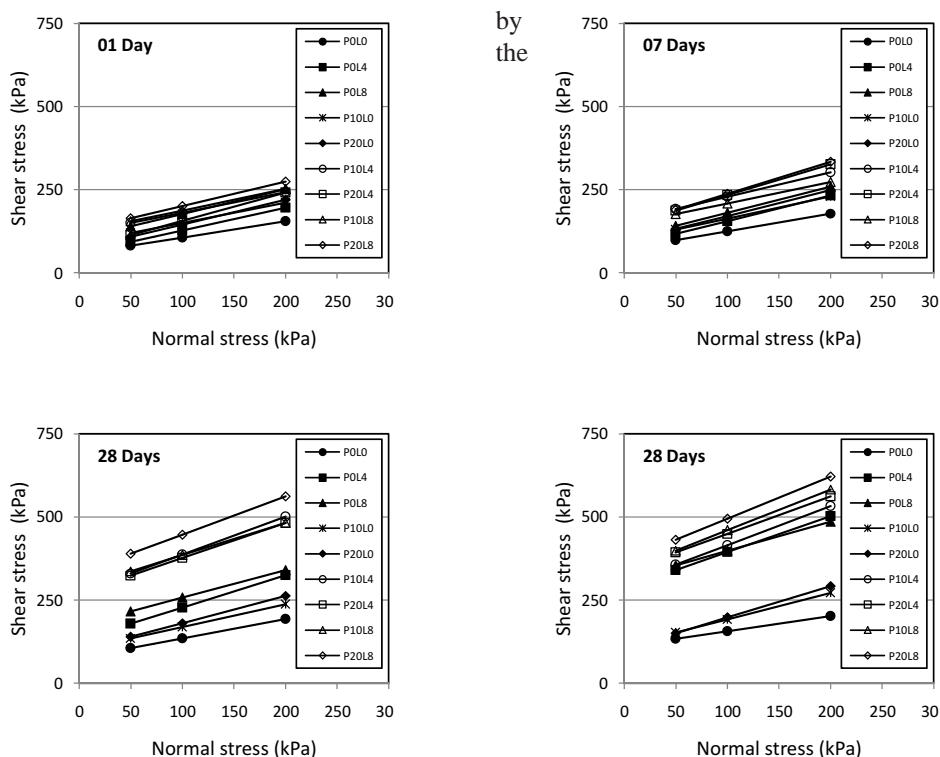 by
the
750
500
250
0
Shear stress (kPa)
01 Day
P0L0
P0L4
P0L8
P10L0
P20L0
P10L4
P20L4
P10L8
P20L8
0 50 100 150 200 250 30
Normal stress (kPa)
750
500
250
0
Shear stress (kPa)
07 Days
P0L0
P0L4
P0L8
P10L0
P20L0
P10L4
P20L4
P10L8
P20L8
0 50 100 150 200 250 30
Normal stress (kPa)
750
500
250
0
Shear stress (kPa)
28 Days
P0L0
P0L4
P0L8
P10L0
P20L0
P10L4
P20L4
P10L8
P20L8
0 50 100 150 200 250 30
Normal stress (kPa)
750
500
250
0
Shear stress (kPa)
28 Days
P0L0
P0L4
P0L8
P10L0
P20L0
P10L4
P20L4
P10L8
P20L8
0 50 100 150 200 250 30
Normal stress (kPa)